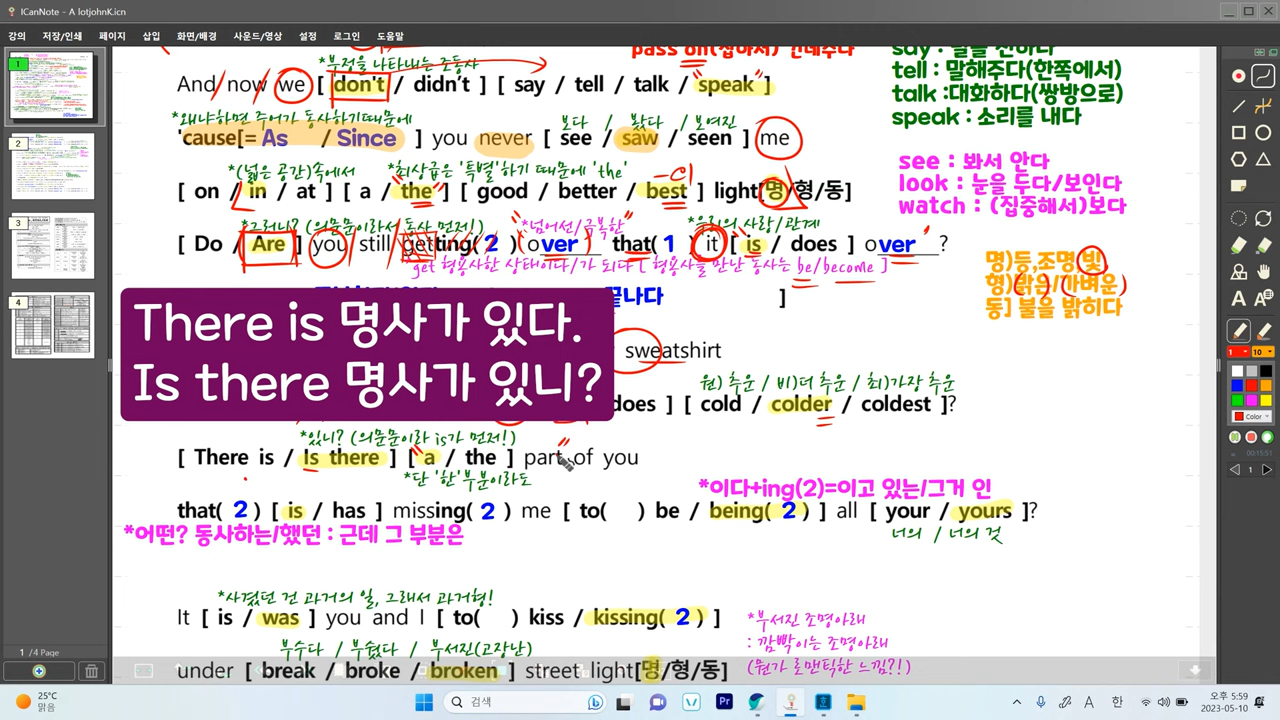 ICanNote - A lotjohnK.icn
강의 저장/인쇄 페이지 삽입 화면/배경 사운드/영상 설정 로그인 도움말
pass on(잡아서) 건네주다
*부정을 나타내는 조동사
say : 말을 전하다
And now we [ don't / didn't ] [ say / tell / talk / speak ]
tell : 말해주다(한쪽에서)
talk :대화하다(쌍방으로)
speak : 소리를 내다
*왜냐하면 주어가 동사하기때문에
보다 / 봤다 / 보여진
'cause[= As / Since ] you never [ see / saw / seen ] me
see : 봐서 안다
look : 눈을 두다/보인다
watch : (집중해서)보다
*(넓은 공간)속에서 *최상급은 특별하기 때문에 'the'
[ on / in / at ] [ a / the ] [ good / better / best ] light[명/형/동]
*그러니? (의문문이라서 동사 먼저!) *넘어선/극복한 *우리의 사랑/관계
[ Do / Are ] you still getting( 2 ) over that( 1 ) it [ is / does ] over ?
get 형용사한 상태이다/가 되다 [ 형용사를 만난 동사는 be/become ]
명)등,조명(빛)
형)밝은/(가벼운)
동] 불을 밝히다
끝나다 ]
There is 명사가 있다.
Is there 명사가 있니?
sweatshirt
원) 추운 / 비)더 추운 / 최)가장 추운
does ] [ cold / colder / coldest ]?
*있니? (의문문이라 is가 먼저!)
[ There is / Is there ] [ a / the ] part of you
*단 '한'부분이라도
*이다+ing(2)=이고 있는/그거 인
that( 2 ) [ is / has ] missing( 2 ) me [ to( ) be / being( 2 ) ] all [ your / yours ]?
*어떤? 동사하는/했던 : 근데 그 부분은
너의 / 너의 것
*사겼던 건 과거의 일, 그래서 과거형!
It [ is / was ] you and I [ to( ) kiss / kissing( 2 ) ]
*부서진 조명아래
: 깜빡이는 조명아래
(뭔가 로맨틱한 느낌?!)
부수다 / 부쉈다 / 부서진(고장난)
under [ break / broke / broken ] street light[명/형/동]
1
2
3
4
1 /4 Page
1
10
Color
00:15:51
1
25°C
맑음
검색
A 한
오후 5:59
2023-05-10